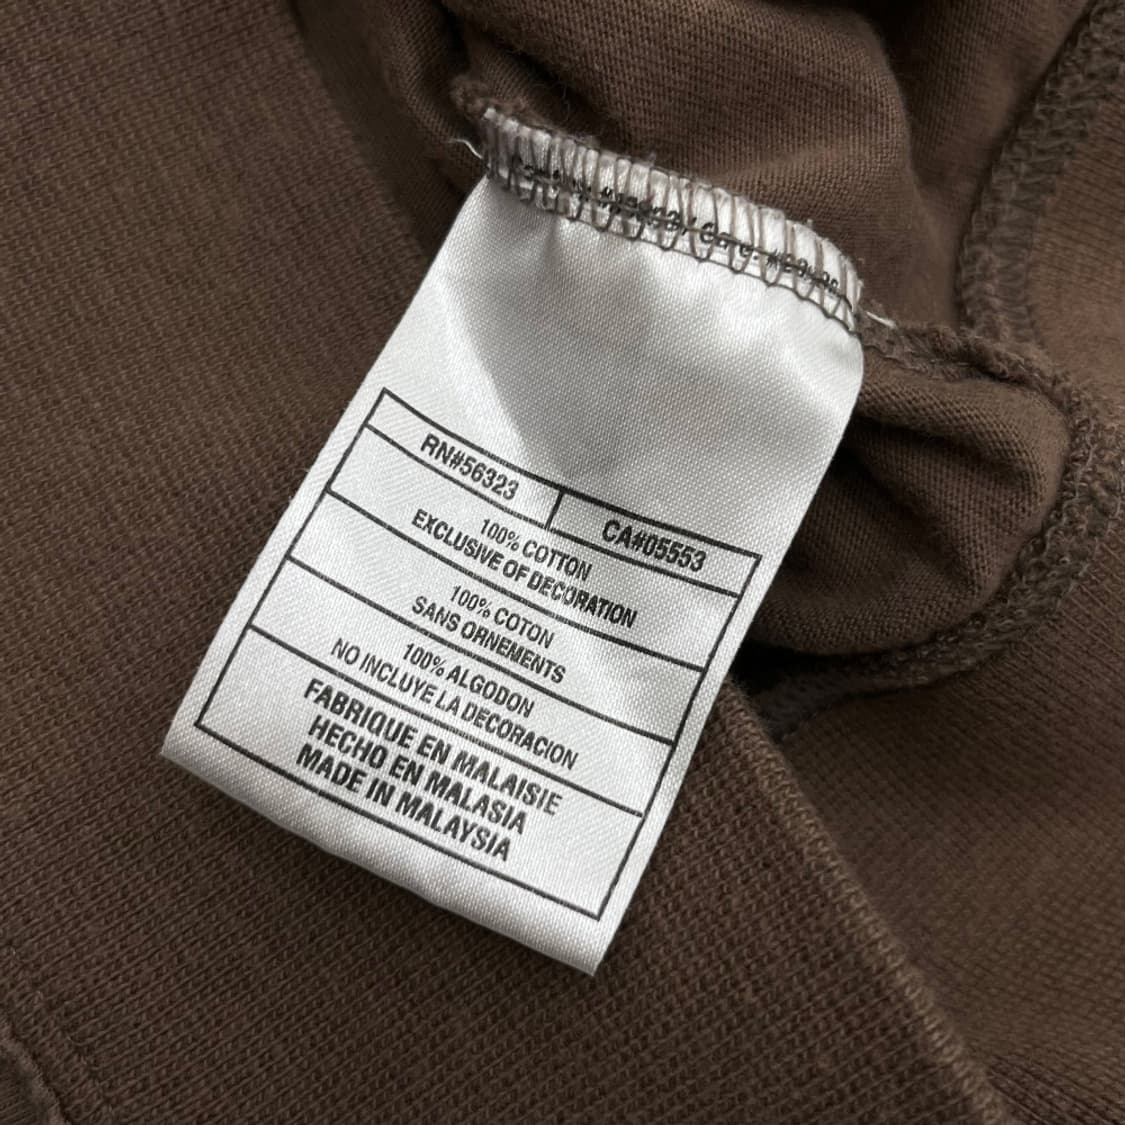 RN#56323
CA#05553
100% COTTON
EXCLUSIVE OF DECORATION
100% COTON
SANS ORNEMENTS
100% ALGODON
NO INCLUYE LA DECORACION
FABRIQUE EN MALAISIE
HECHO EN MALASIA
MADE IN MALAYSIA